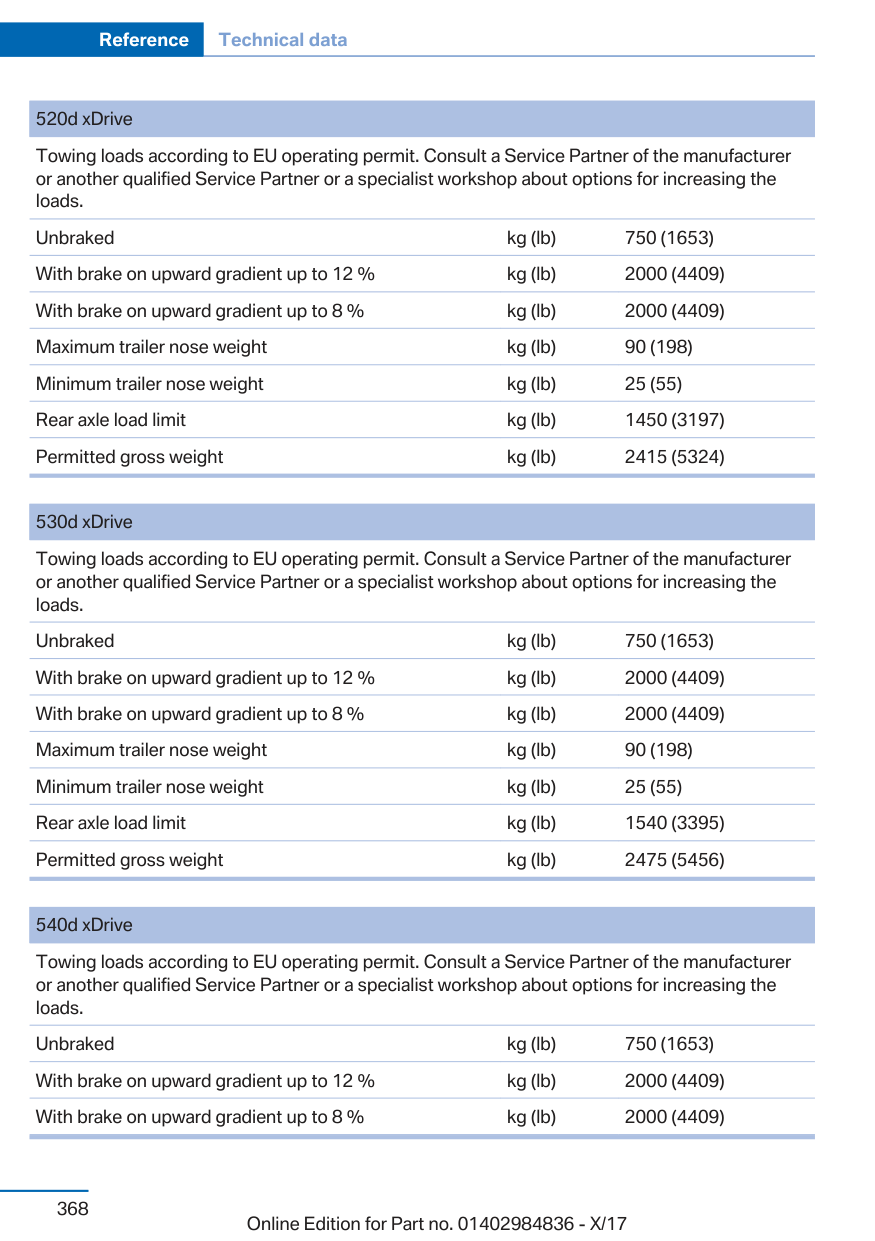 Reference Technical data
520d xDrive
Towing loads according to EU operating permit. Consult a Service Partner of the manufacturer
or another qualified Service Partner or a specialist workshop about options for increasing the
loads.
Unbraked kg (lb) 750 (1653)
With brake on upward gradient up to 12 % kg (lb) 2000 (4409)
With brake on upward gradient up to 8 % kg (lb) 2000 (4409)
Maximum trailer nose weight kg (lb) 90 (198)
Minimum trailer nose weight kg (lb) 25 (55)
Rear axle load limit kg (lb) 1450 (3197)
Permitted gross weight kg (lb) 2415 (5324)
530d xDrive
Towing loads according to EU operating permit. Consult a Service Partner of the manufacturer
or another qualified Service Partner or a specialist workshop about options for increasing the
loads.
Unbraked kg (lb) 750 (1653)
With brake on upward gradient up to 12 % kg (lb) 2000 (4409)
With brake on upward gradient up to 8 % kg (lb) 2000 (4409)
Maximum trailer nose weight kg (lb) 90 (198)
Minimum trailer nose weight kg (lb) 25 (55)
Rear axle load limit kg (lb) 1540 (3395)
Permitted gross weight kg (lb) 2475 (5456)
540d xDrive
Towing loads according to EU operating permit. Consult a Service Partner of the manufacturer
or another qualified Service Partner or a specialist workshop about options for increasing the
loads.
Unbraked kg (lb) 750 (1653)
With brake on upward gradient up to 12 % kg (lb) 2000 (4409)
With brake on upward gradient up to 8 % kg (lb) 2000 (4409)
368
Online Edition for Part no. 01402984836 - X/17